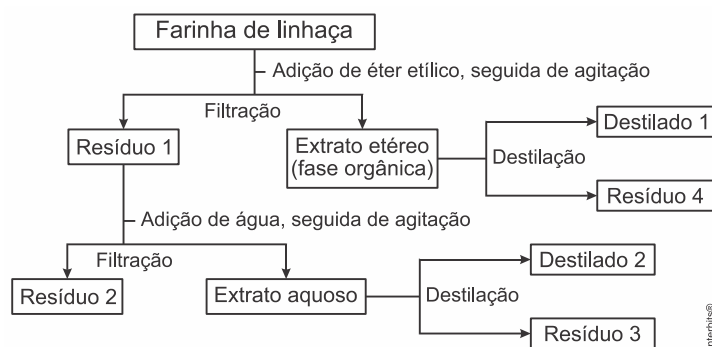 Farinha de linhaça
Adição de éter etílico, seguida de agitação
Filtração
Resíduo 1
Extrato etéreo
(fase orgânica)
Destilação
Destilado 1
Resíduo 4
Adição de água, seguida de agitação
Filtração
Resíduo 2
Extrato aquoso
Destilação
Destilado 2
Resíduo 3